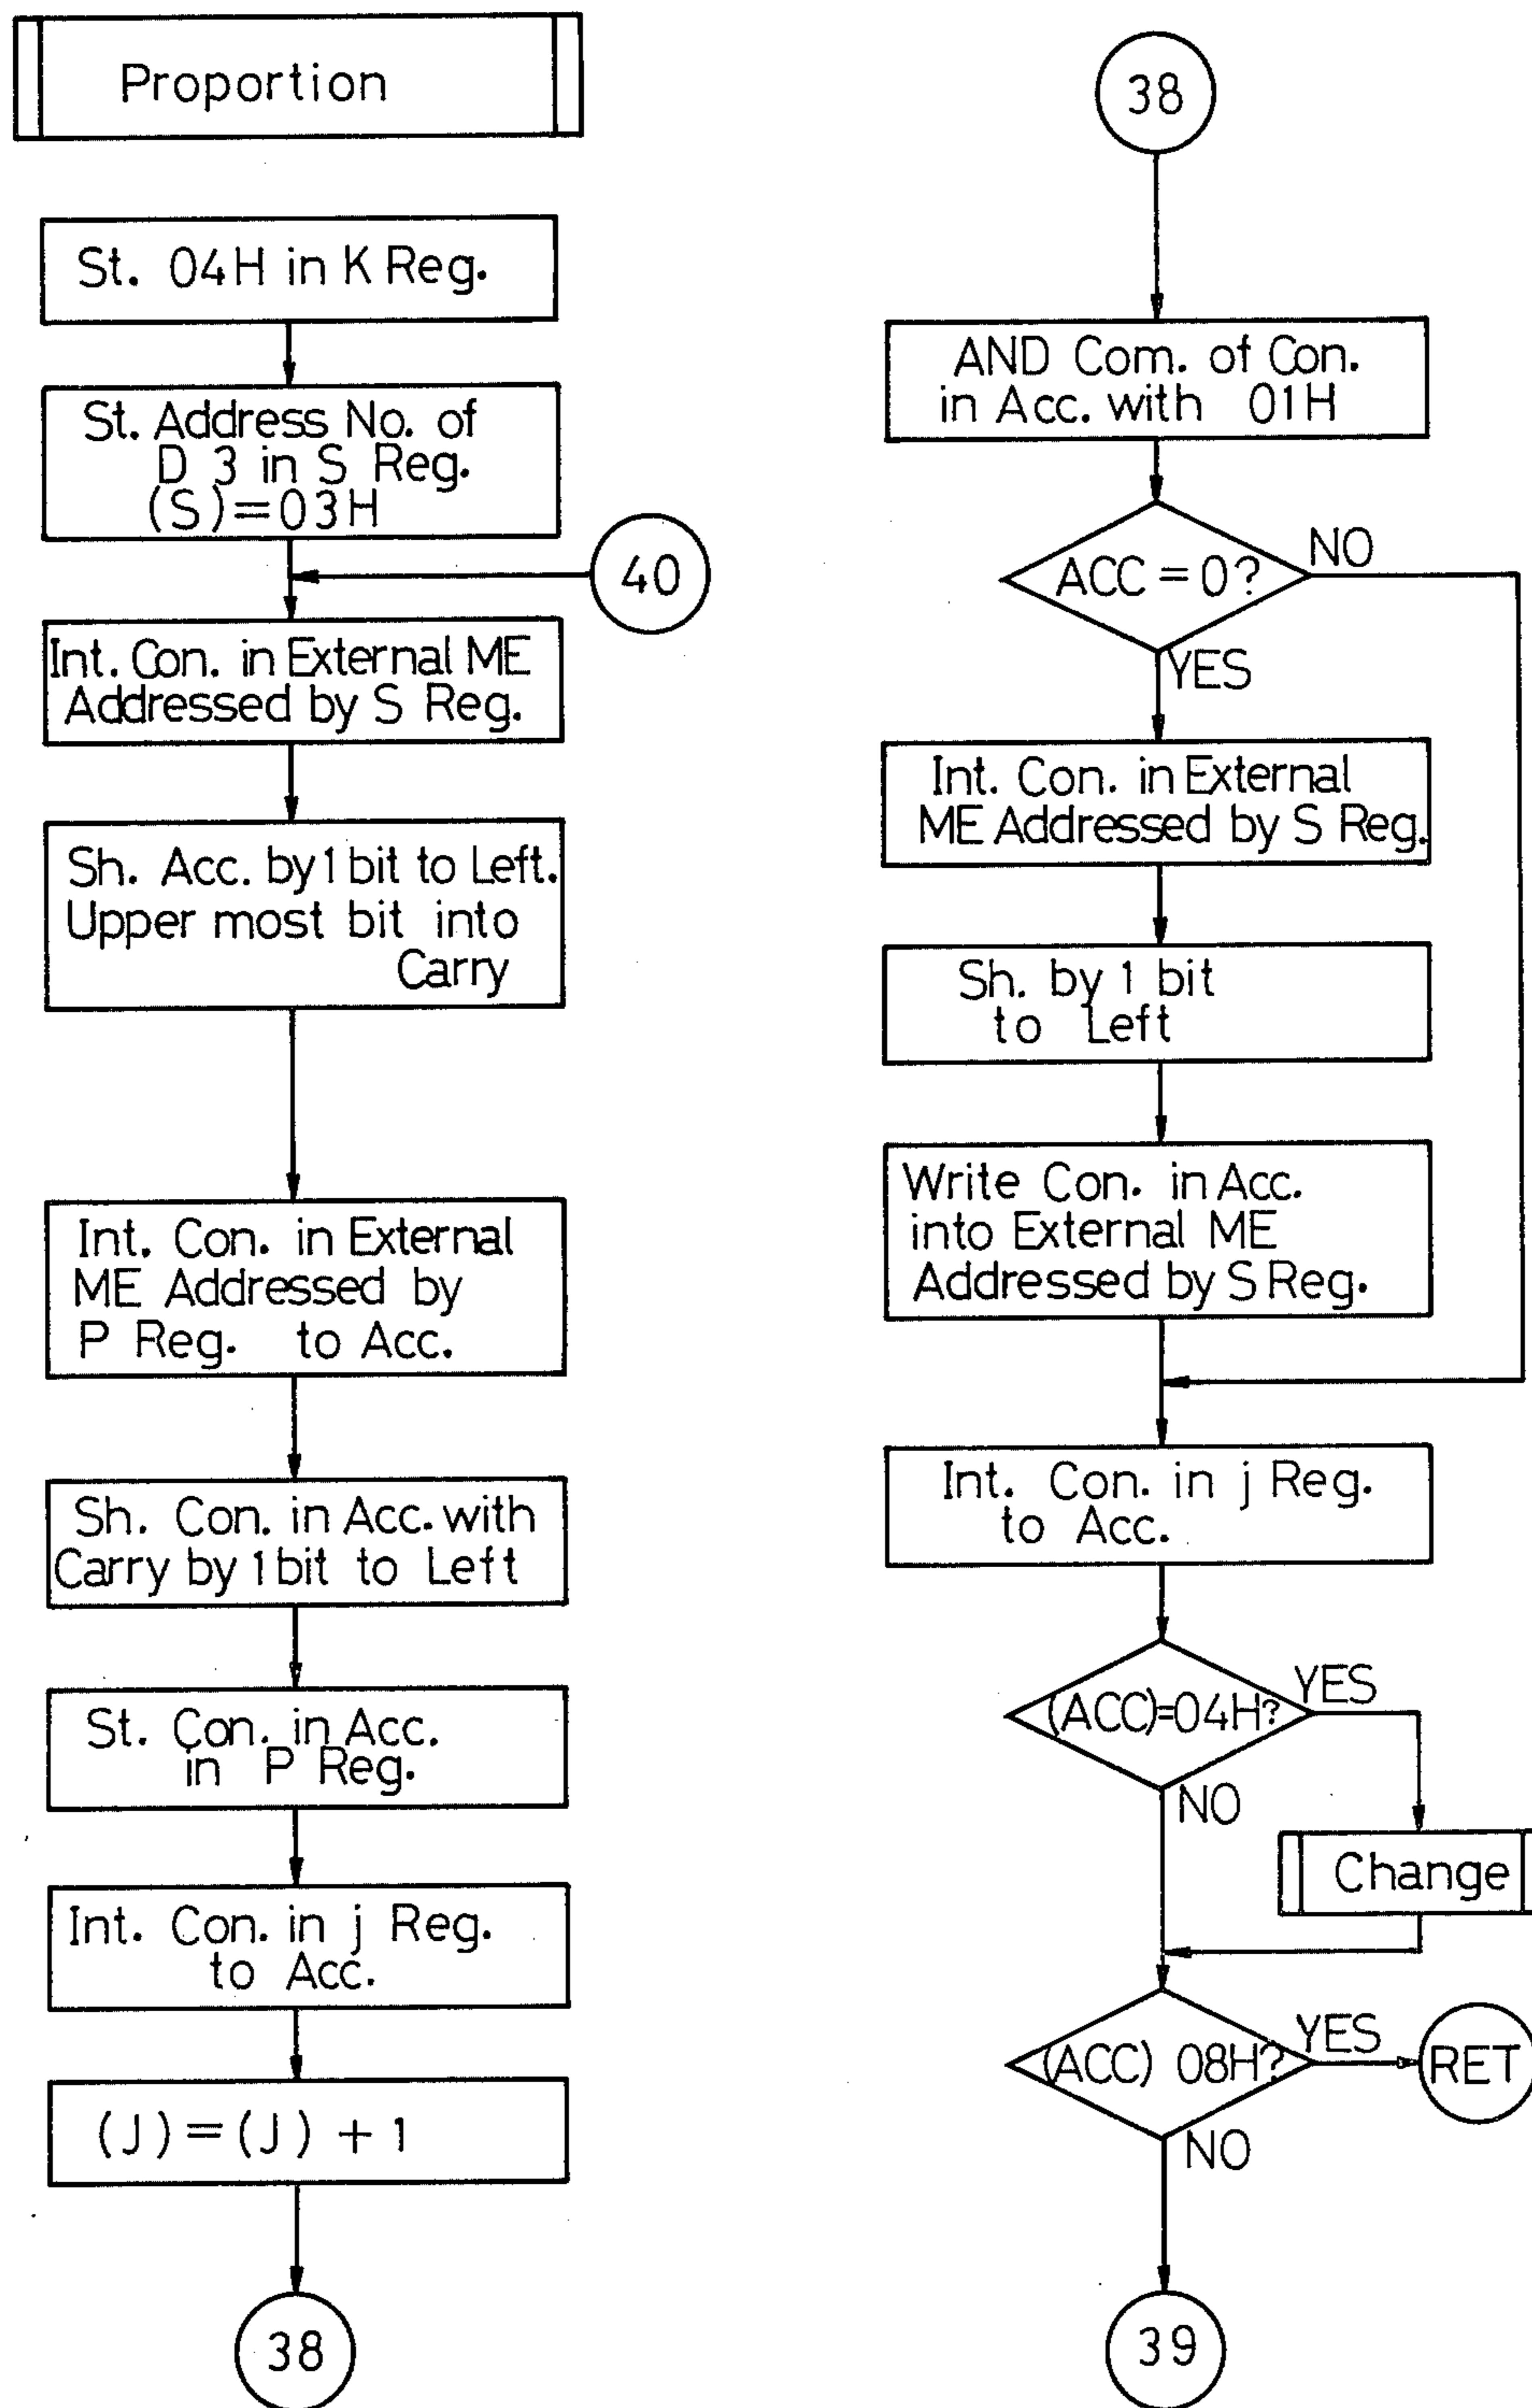 Proportion
St. 04H in K Reg.
St. Address No. of
D 3 in S Reg.
(S)=03H
40
Int. Con. in External ME
Addressed by S Reg.
Sh. Acc. by 1 bit to Left.
Upper most bit into
Carry
Int. Con. in External
ME Addressed by
P Reg. to Acc.
Sh. Con. in Acc. with
Carry by 1 bit to Left
St. Con. in Acc.
in P Reg.
Int. Con. in j Reg.
to Acc.
(J)=(J) + 1
38
38
AND Com. of Con.
in Acc. with 01H
ACC = 0?
NO
YES
Int. Con. in External
ME Addressed by S Reg.
Sh. by 1 bit
to Left
Write Con. in Acc.
into External ME
Addressed by S Reg.
Int. Con. in j Reg.
to Acc.
(ACC)=04H?
YES
NO
Change
(ACC) 08H?
YES
RET
NO
39